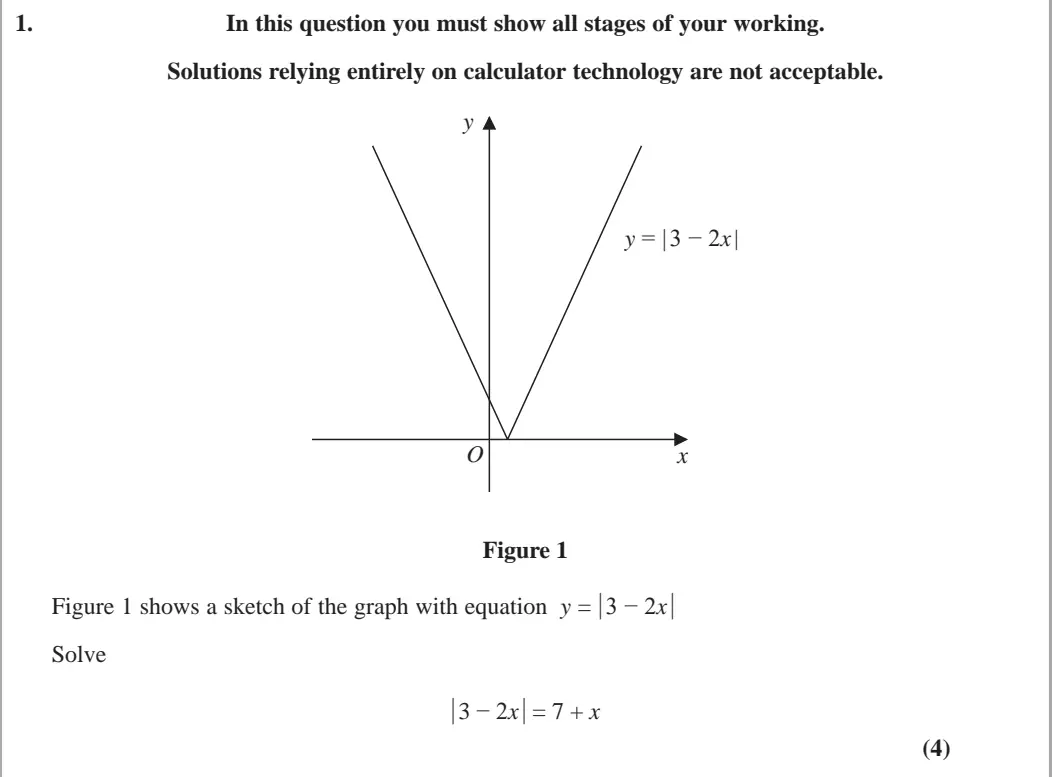 1. In this question you must show all stages of your working.
Solutions relying entirely on calculator technology are not acceptable.
y
y = |3 − 2x|
O
x
Figure 1
Figure 1 shows a sketch of the graph with equation y = |3 − 2x|
Solve
|3 − 2x| = 7 + x
(4)